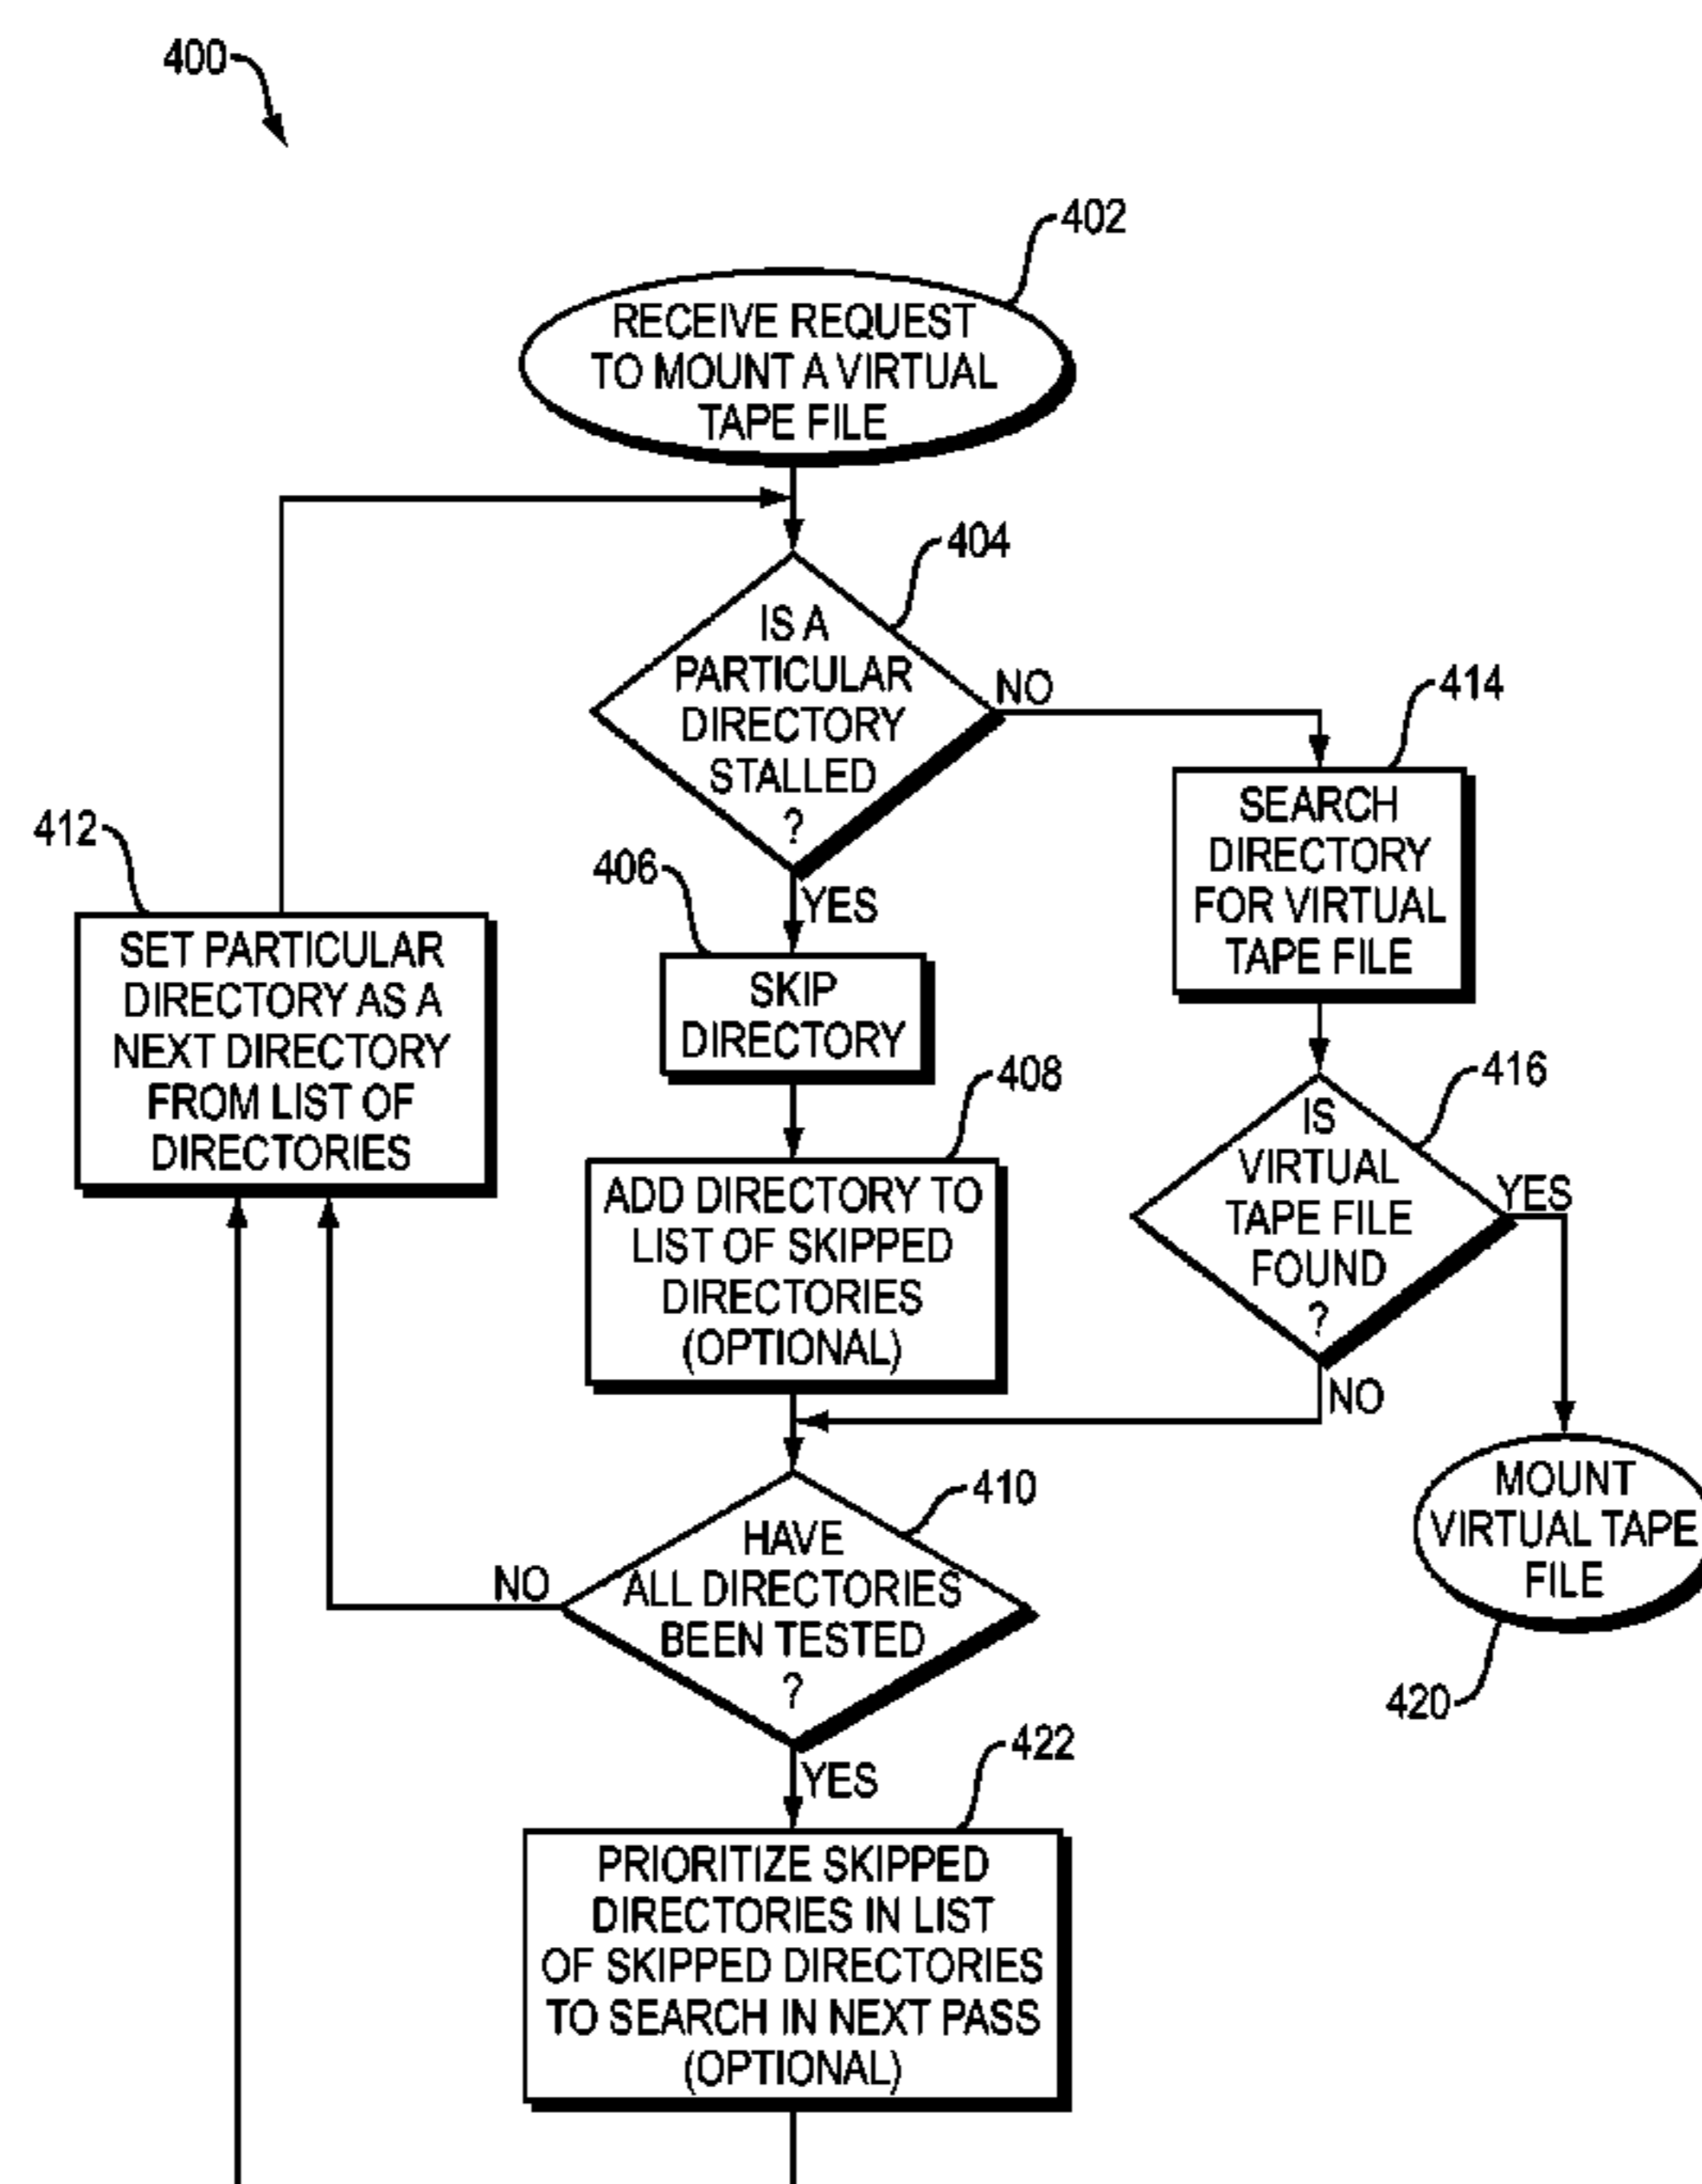 400
402
RECEIVE REQUEST
TO MOUNT A VIRTUAL
TAPE FILE
404
IS A
PARTICULAR
DIRECTORY
STALLED
?
NO
YES
414
SEARCH
DIRECTORY
FOR VIRTUAL
TAPE FILE
412
SET PARTICULAR
DIRECTORY AS A
NEXT DIRECTORY
FROM LIST OF
DIRECTORIES
406
SKIP
DIRECTORY
408
ADD DIRECTORY TO
LIST OF SKIPPED
DIRECTORIES
(OPTIONAL)
416
IS
VIRTUAL
TAPE FILE
FOUND
?
YES
NO
410
HAVE
ALL DIRECTORIES
BEEN TESTED
?
NO
YES
MOUNT
VIRTUAL TAPE
FILE
420
422
PRIORITIZE SKIPPED
DIRECTORIES IN LIST
OF SKIPPED DIRECTORIES
TO SEARCH IN NEXT PASS
(OPTIONAL)